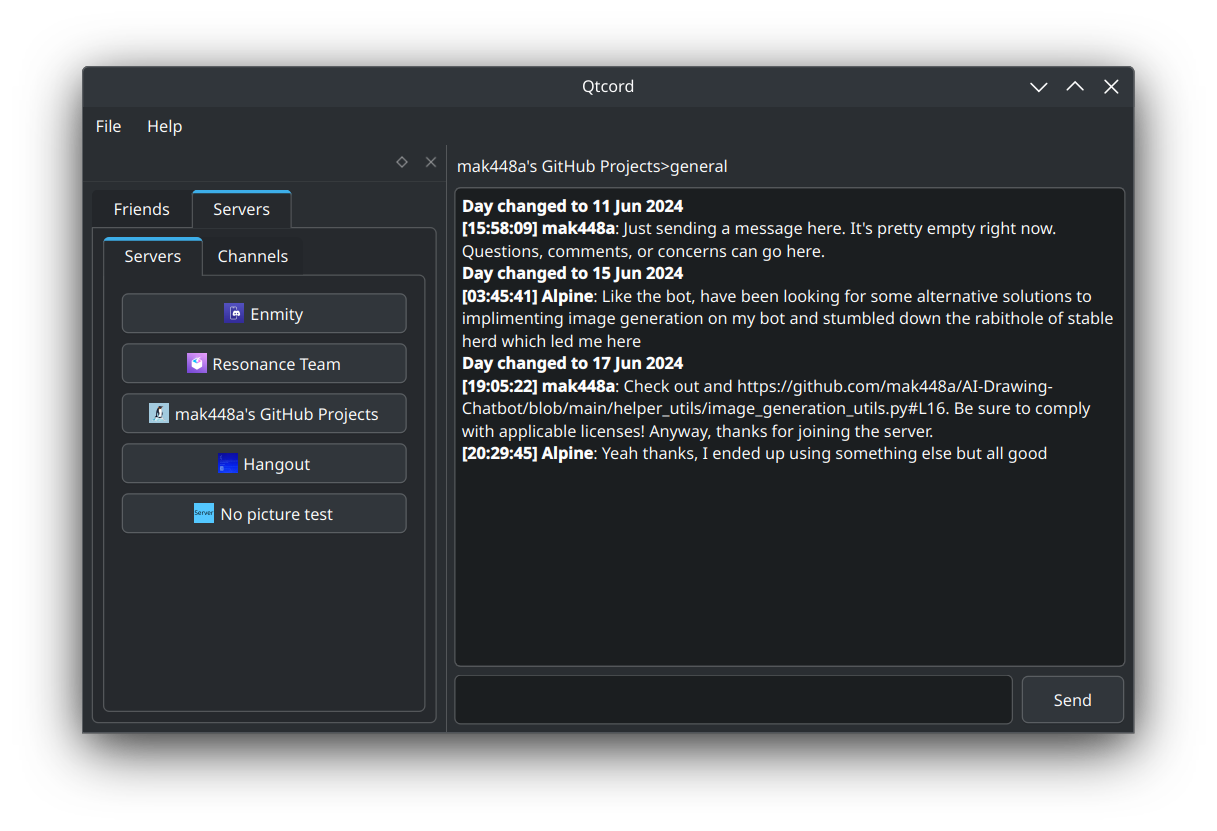 Qtcord
File Help
mak448a's GitHub Projects>general
Friends Servers
Servers Channels
Enmity
Resonance Team
mak448a's GitHub Projects
Hangout
Server No picture test
Day changed to 11 Jun 2024
[15:58:09] mak448a: Just sending a message here. It's pretty empty right now.
Questions, comments, or concerns can go here.
Day changed to 15 Jun 2024
[03:45:41] Alpine: Like the bot, have been looking for some alternative solutions to
implimenting image generation on my bot and stumbled down the rabithole of stable
herd which led me here
Day changed to 17 Jun 2024
[19:05:22] mak448a: Check out and https://github.com/mak448a/AI-Drawing-
Chatbot/blob/main/helper_utils/image_generation_utils.py#L16. Be sure to comply
with applicable licenses! Anyway, thanks for joining the server.
[20:29:45] Alpine: Yeah thanks, I ended up using something else but all good
Send